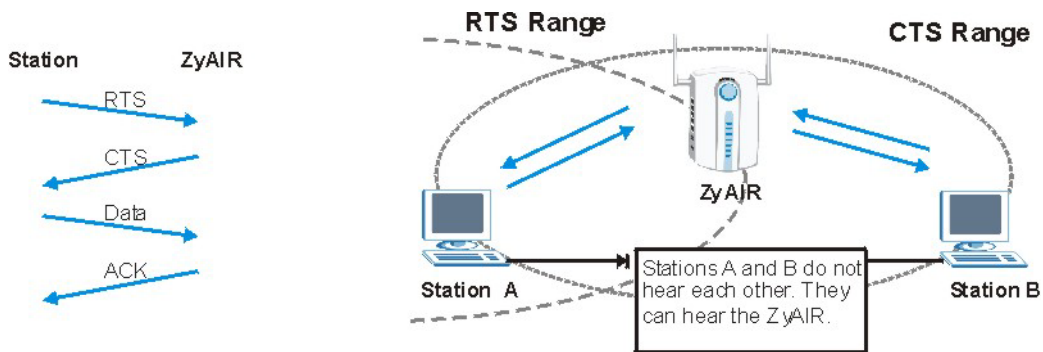 Station ZyAIR
RTS
CTS
Data
ACK
RTS Range
CTS Range
ZyAIR
Station A
Stations A and B do not
hear each other. They
can hear the ZyAIR.
Station B